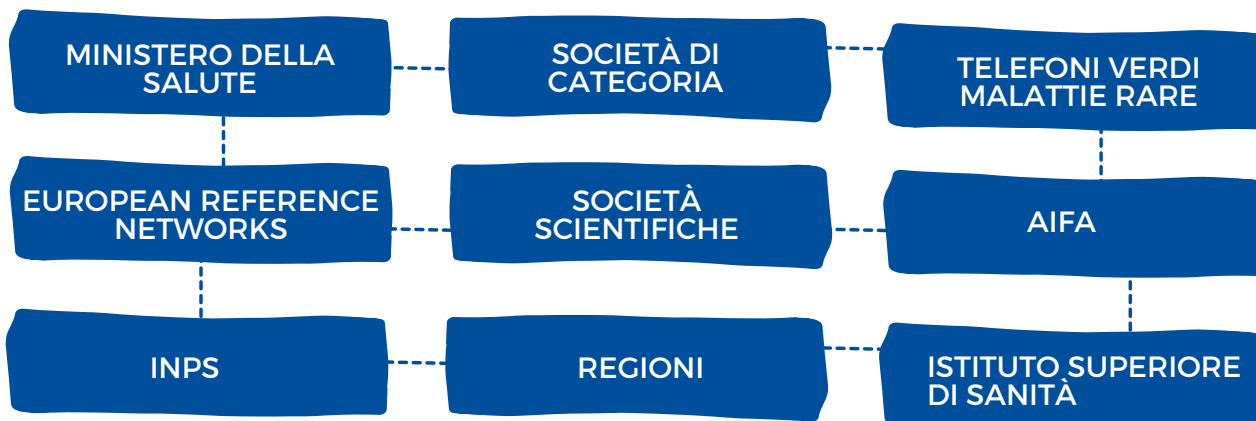 MINISTERO DELLA
SALUTE
SOCIETÀ DI
CATEGORIA
TELEFONI VERDI
MALATTIE RARE
EUROPEAN REFERENCE
NETWORKS
SOCIETÀ
SCIENTIFICHE
AIFA
INPS
REGIONI
ISTITUTO SUPERIORE
DI SANITÀ